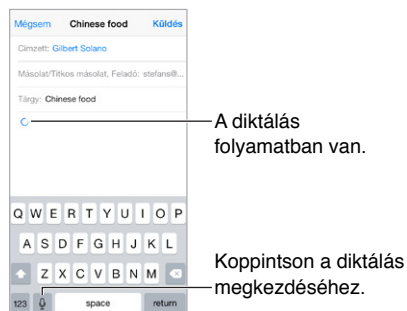 Mégsem Chinese food Küldés
Címzett: Gilbert Solano
Másolat/Titkos másolat, Feladó: stefans@...
Tárgy: Chinese food
A diktálás
folyamatban van.
Q W E R T Y U I O P
A S D F G H J K L
Z X C V B N M
123 space return
Koppintson a diktálás
megkezdéséhez.